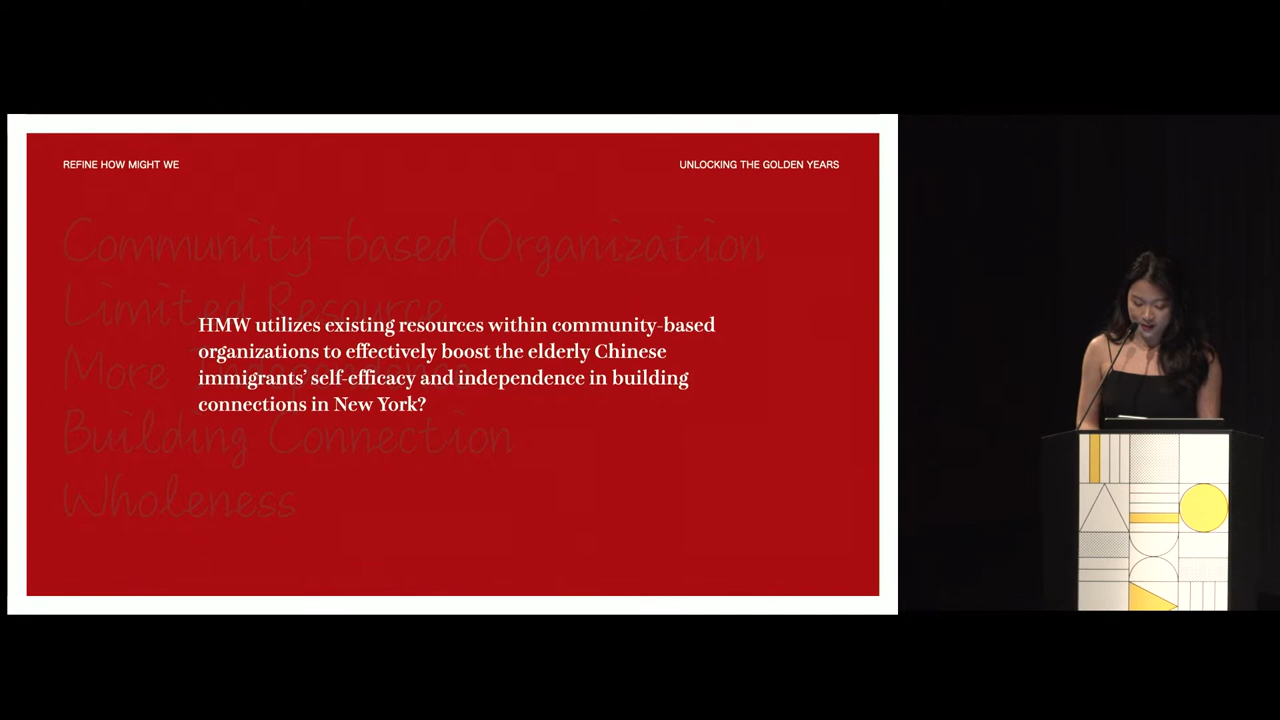 REFINE HOW MIGHT WE
UNLOCKING THE GOLDEN YEARS
Community-based Organization
Limited Resource
HMW utilizes existing resources within community-based
organizations to effectively boost the elderly Chinese
More
immigrants' self-efficacy and independence in building
connections in New York?
Building Connection
Wholeness